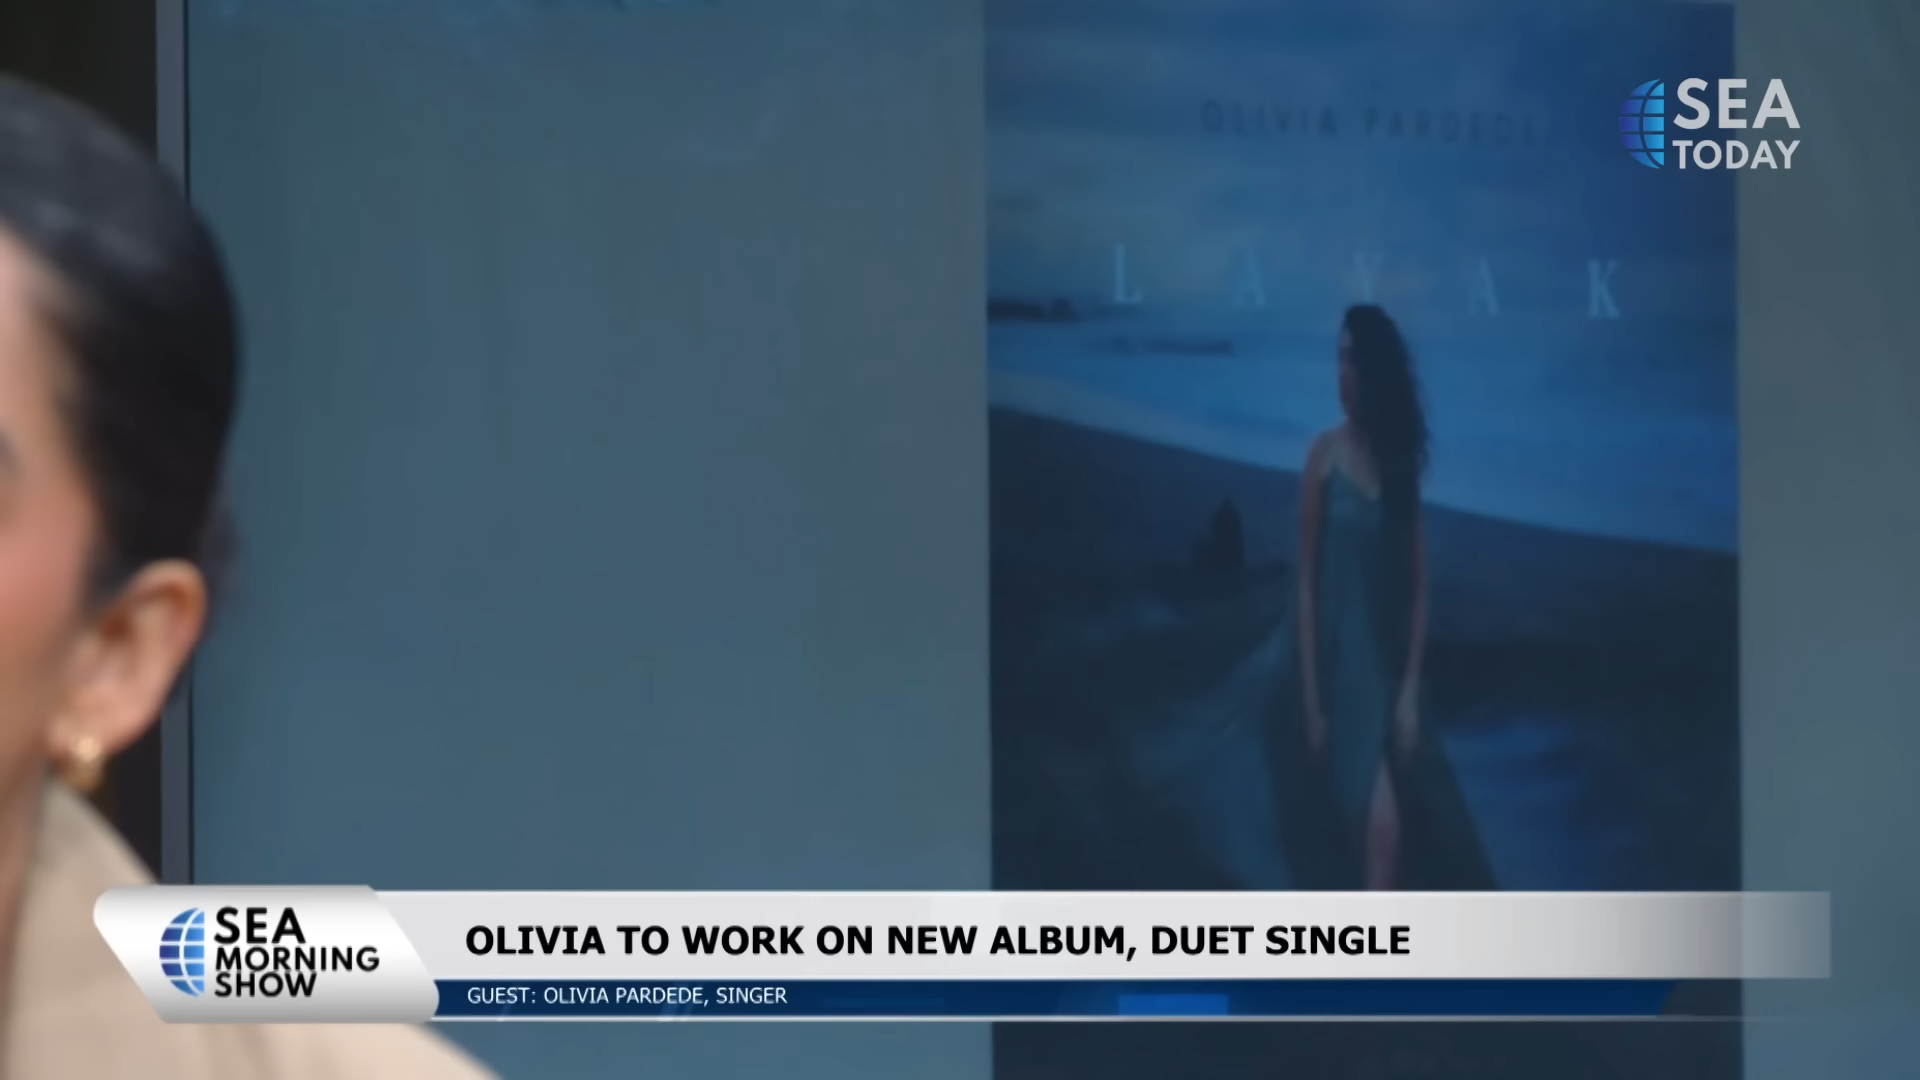 OLIVIA PARDEDE
SEA
TODAY
L A Y A K
SEA
MORNING
SHOW
OLIVIA TO WORK ON NEW ALBUM, DUET SINGLE
GUEST: OLIVIA PARDEDE, SINGER